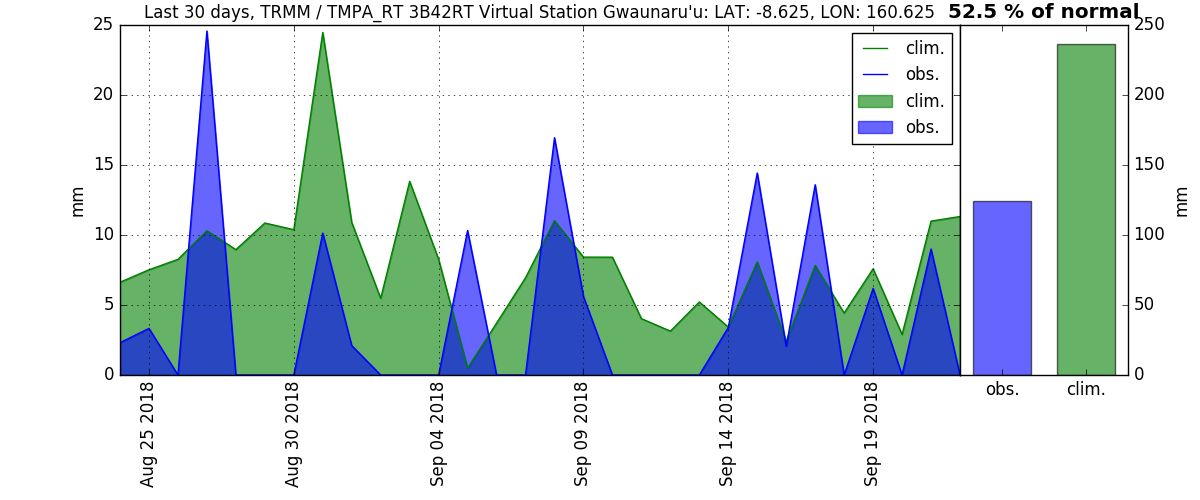 Last 30 days, TRMM / TMPA_RT 3B42RT Virtual Station Gwaunaru'u: LAT: -8.625, LON: 160.625
52.5 % of normal
25
20
15
10
5
0
mm
clim.
obs.
clim.
obs.
Aug 25 2018
Aug 30 2018
Sep 04 2018
Sep 09 2018
Sep 14 2018
Sep 19 2018
250
200
150
100
50
0
mm
obs.
clim.